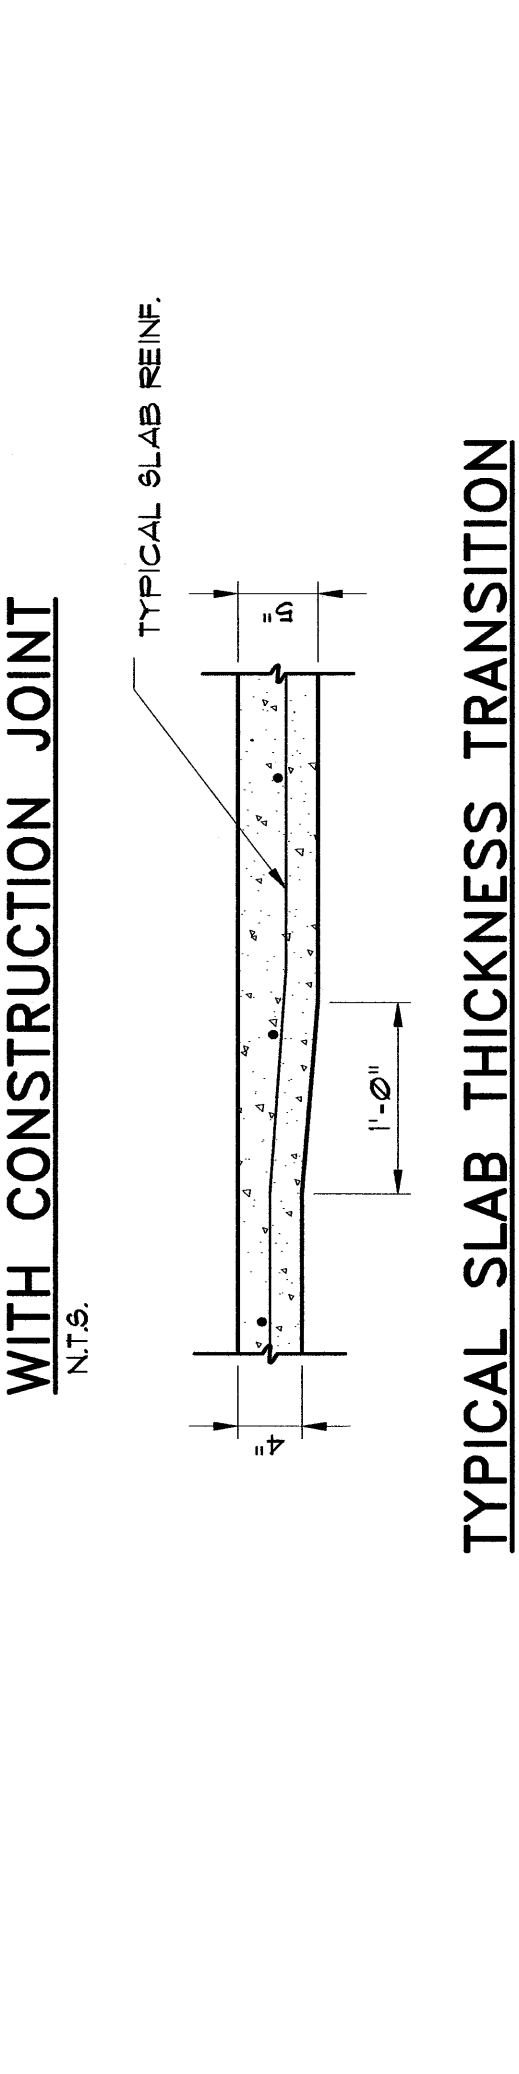 WITH CONSTRUCTION JOINT
N.T.S.
TYPICAL SLAB REINF.
4"
5"
1'-0"
TYPICAL SLAB THICKNESS TRANSITION